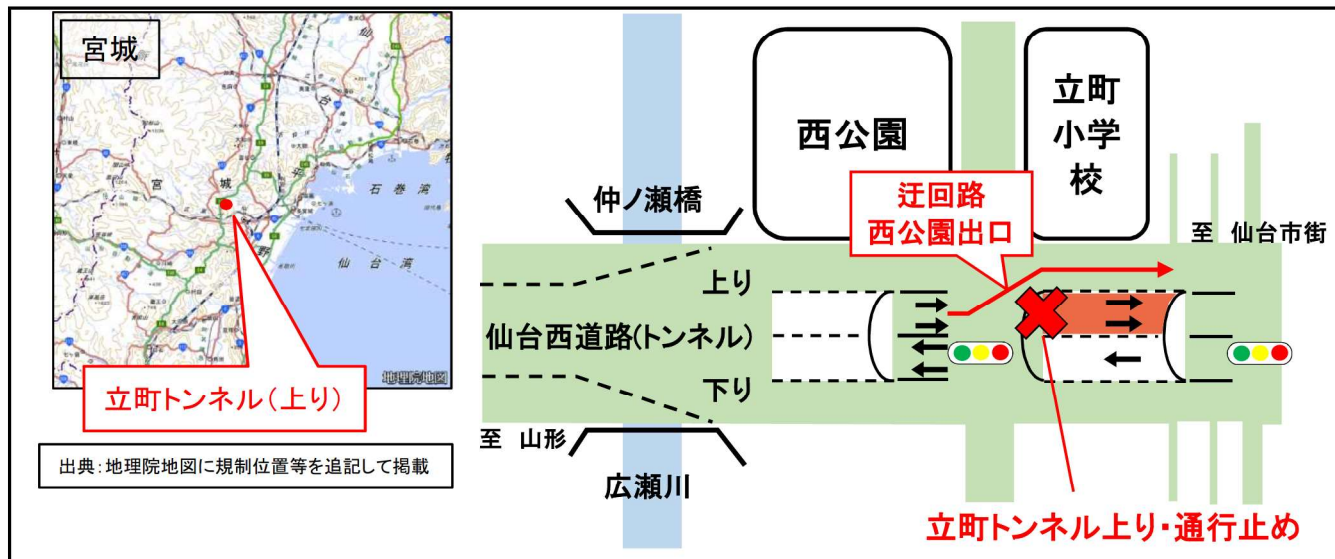 宮城
石巻湾
仙台湾
地理院地図
立町トンネル(上り)
出典:地理院地図に規制位置等を追記して掲載
西公園
立町
小学
校
仲ノ瀬橋
迂回路
西公園出口
至 仙台市街
上り
仙台西道路(トンネル)
下り
至 山形
広瀬川
立町トンネル上り・通行止め